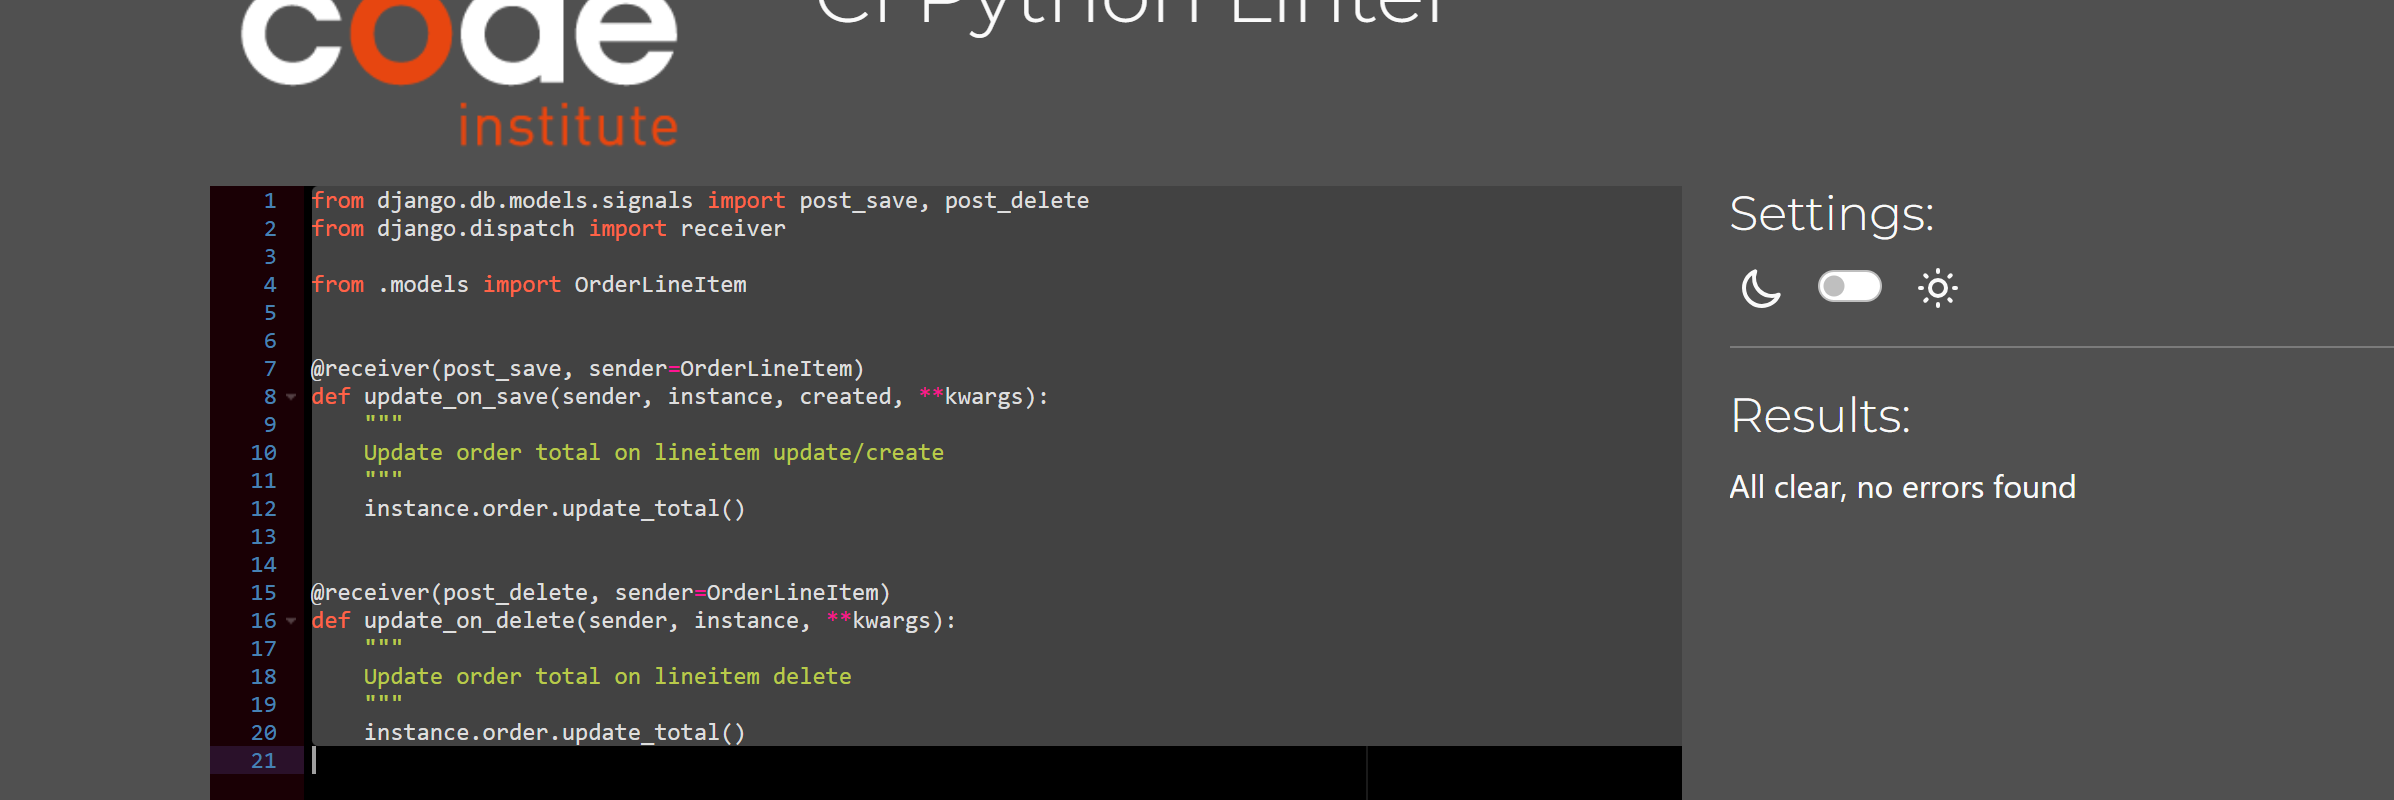 code
institute
CI Python Linter
1 from django.db.models.signals import post_save, post_delete
2 from django.dispatch import receiver
3
4 from .models import OrderLineItem
5
6
7 @receiver(post_save, sender=OrderLineItem)
8 def update_on_save(sender, instance, created, **kwargs):
9     """
10     Update order total on lineitem update/create
11     """
12     instance.order.update_total()
13
14
15 @receiver(post_delete, sender=OrderLineItem)
16 def update_on_delete(sender, instance, **kwargs):
17     """
18     Update order total on lineitem delete
19     """
20     instance.order.update_total()
21
Settings:
Results:
All clear, no errors found